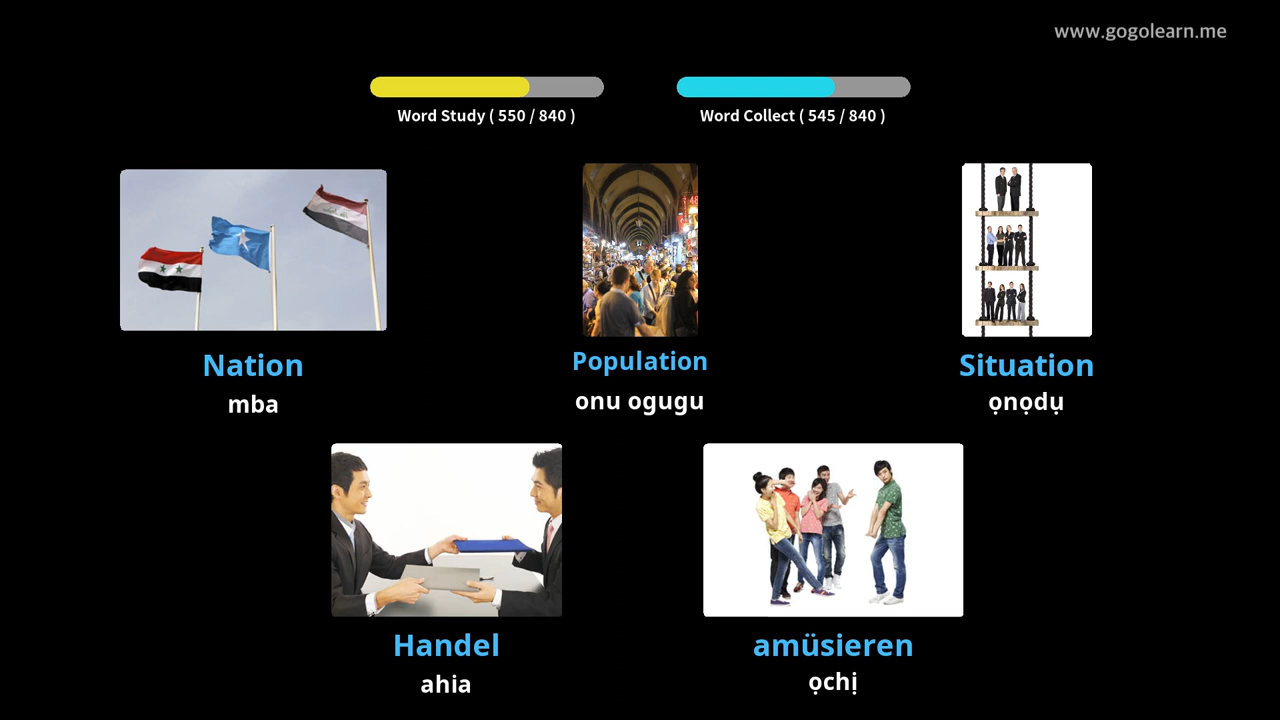 www.gogolearn.me
Word Study ( 550 / 840 )
Word Collect ( 545 / 840 )
Nation
mba
Population
onu ogugu
Situation
ọnọdụ
Handel
ahia
amüsieren
ọchị